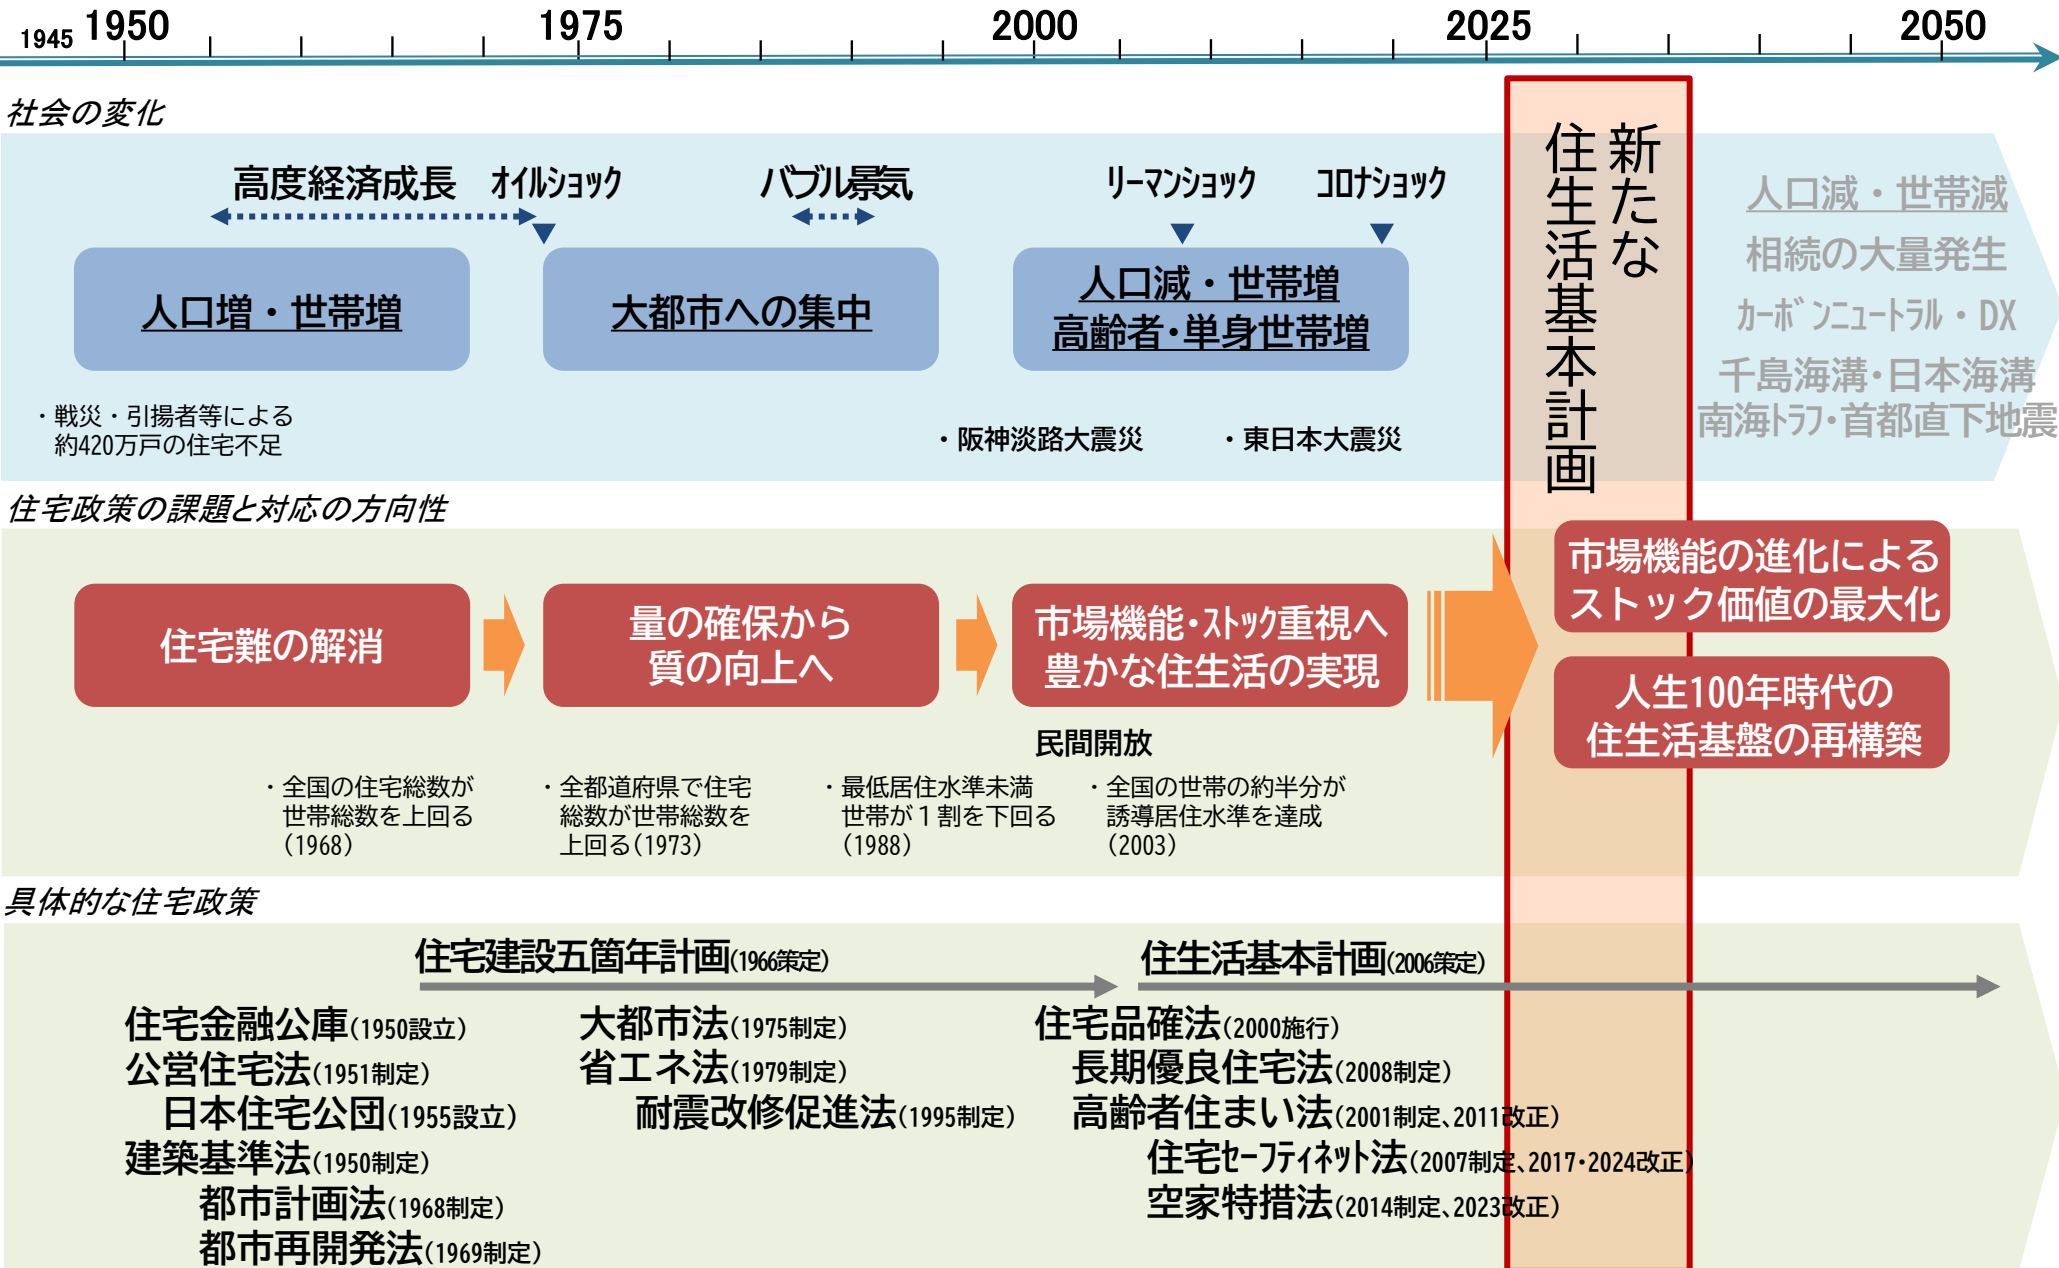 1945 1950 1975 2000 2025 2050
社会の変化
高度経済成長 オイルショック バブル景気 リーマンショック コロナショック
人口増・世帯増
大都市への集中
人口減・世帯増
高齢者・単身世帯増
・戦災・引揚者等による
約420万戸の住宅不足
・阪神淡路大震災
・東日本大震災
新たな
住生活基本計画
人口減・世帯減
相続の大量発生
カーボンニュートラル・DX
千島海溝・日本海溝
南海トラフ・首都直下地震
住宅政策の課題と対応の方向性
住宅難の解消
量の確保から
質の向上へ
市場機能・ストック重視へ
豊かな住生活の実現
市場機能の進化による
ストック価値の最大化
人生100年時代の
住生活基盤の再構築
民間開放
・全国の住宅総数が
世帯総数を上回る
(1968)
・全都道府県で住宅
総数が世帯総数を
上回る(1973)
・最低居住水準未満
世帯が１割を下回る
(1988)
・全国の世帯の約半分が
誘導居住水準を達成
(2003)
具体的な住宅政策
住宅建設五箇年計画(1966策定)
住生活基本計画(2006策定)
住宅金融公庫(1950設立)
公営住宅法(1951制定)
日本住宅公団(1955設立)
建築基準法(1950制定)
都市計画法(1968制定)
都市再開発法(1969制定)
大都市法(1975制定)
省エネ法(1979制定)
耐震改修促進法(1995制定)
住宅品確法(2000施行)
長期優良住宅法(2008制定)
高齢者住まい法(2001制定、2011改正)
住宅セーフティネット法(2007制定、2017・2024改正)
空家特措法(2014制定、2023改正)